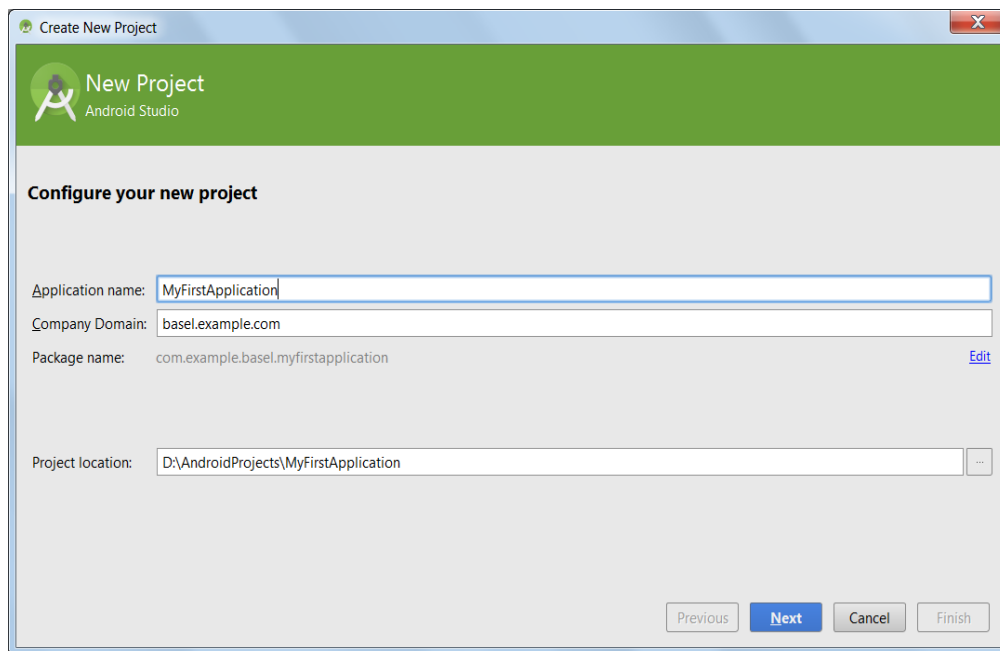 Create New Project
X
New Project
Android Studio
Configure your new project
Application name: MyFirstApplication
Company Domain: basel.example.com
Package name: com.example.basel.myfirstapplication Edit
Project location: D:\AndroidProjects\MyFirstApplication ...
Previous Next Cancel Finish